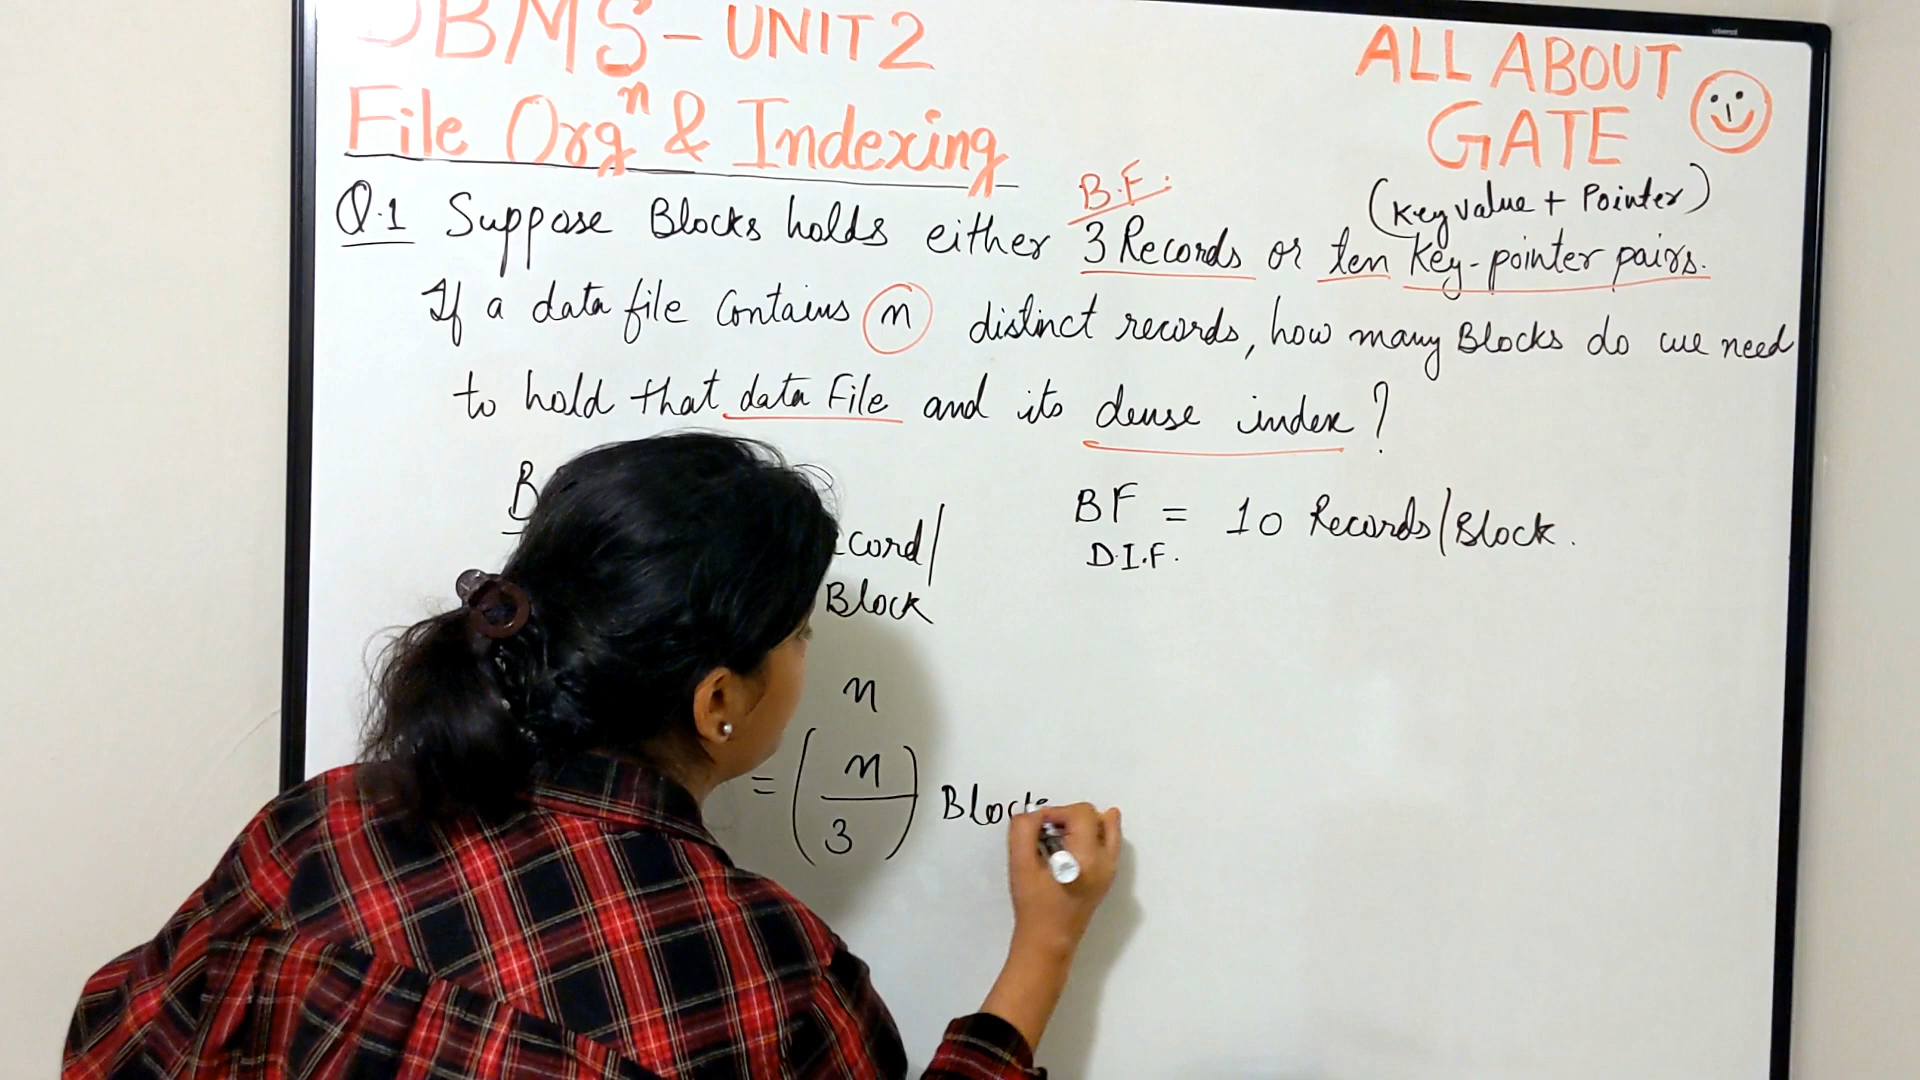 DBMS - UNIT 2
File Orgⁿ & Indexing
ALL ABOUT
GATE
B.F.
(Key value + Pointer)
Q.1 Suppose Blocks holds either 3 Records or ten Key-pointer pairs.
If a data file Contains n distinct records, how many Blocks do we need
to hold that data File and its dense index?
BF = 10 Records/Block.
D.I.F.
Block
n
= (n/3) Block